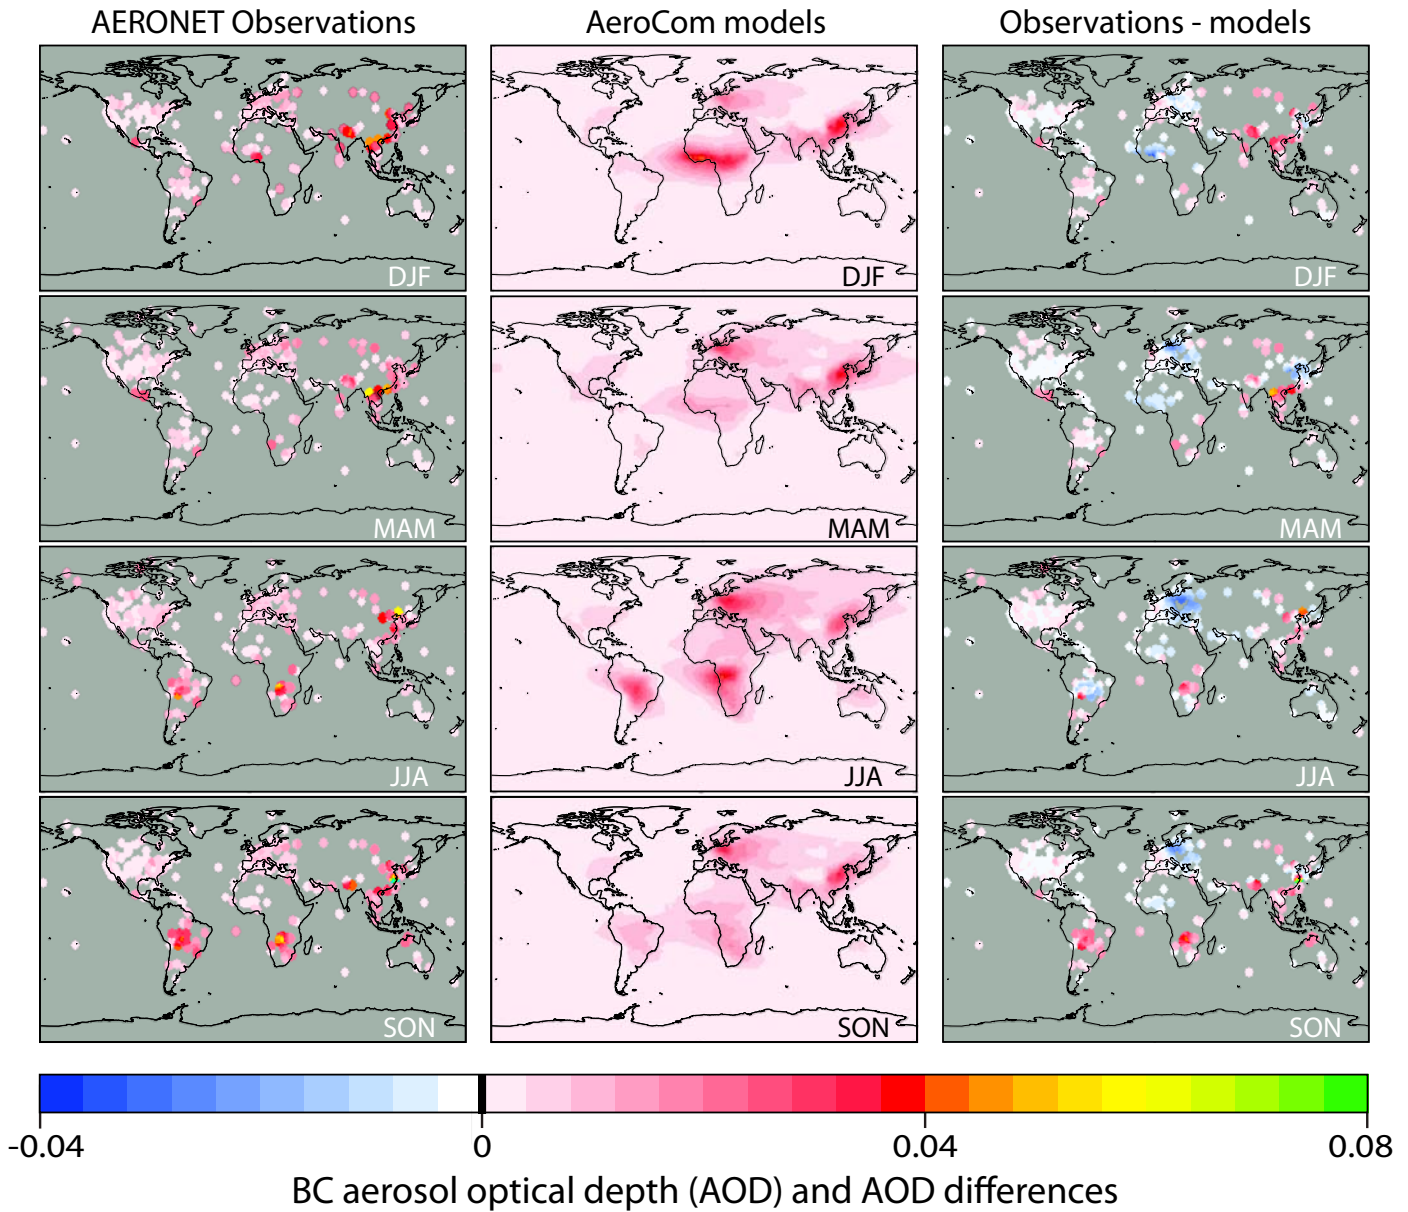 AERONET Observations
AeroCom models
Observations - models
DJF
DJF
DJF
MAM
MAM
MAM
JJA
JJA
JJA
SON
SON
SON
-0.04
0
0.04
0.08
BC aerosol optical depth (AOD) and AOD differences